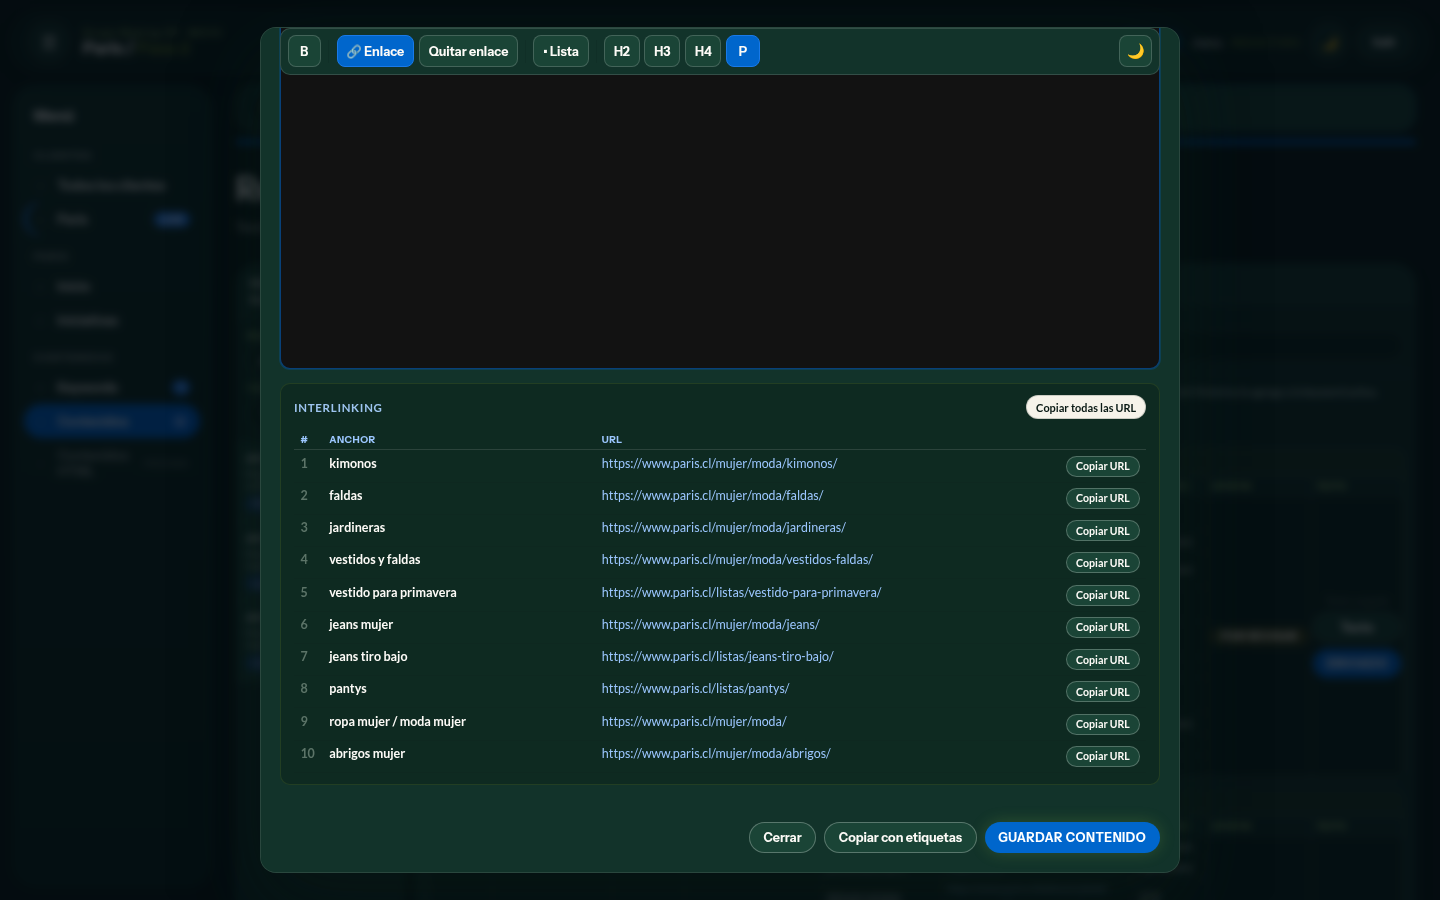 B 🔗 Enlace Quitar enlace • Lista H2 H3 H4 P 🌙
INTERLINKING Copiar todas las URL
# ANCHOR URL
1 kimonos https://www.paris.cl/mujer/moda/kimonos/ Copiar URL
2 faldas https://www.paris.cl/mujer/moda/faldas/ Copiar URL
3 jardineras https://www.paris.cl/mujer/moda/jardineras/ Copiar URL
4 vestidos y faldas https://www.paris.cl/mujer/moda/vestidos-faldas/ Copiar URL
5 vestido para primavera https://www.paris.cl/listas/vestido-para-primavera/ Copiar URL
6 jeans mujer https://www.paris.cl/mujer/moda/jeans/ Copiar URL
7 jeans tiro bajo https://www.paris.cl/listas/jeans-tiro-bajo/ Copiar URL
8 pantys https://www.paris.cl/listas/pantys/ Copiar URL
9 ropa mujer / moda mujer https://www.paris.cl/mujer/moda/ Copiar URL
10 abrigos mujer https://www.paris.cl/mujer/moda/abrigos/ Copiar URL
Cerrar Copiar con etiquetas GUARDAR CONTENIDO